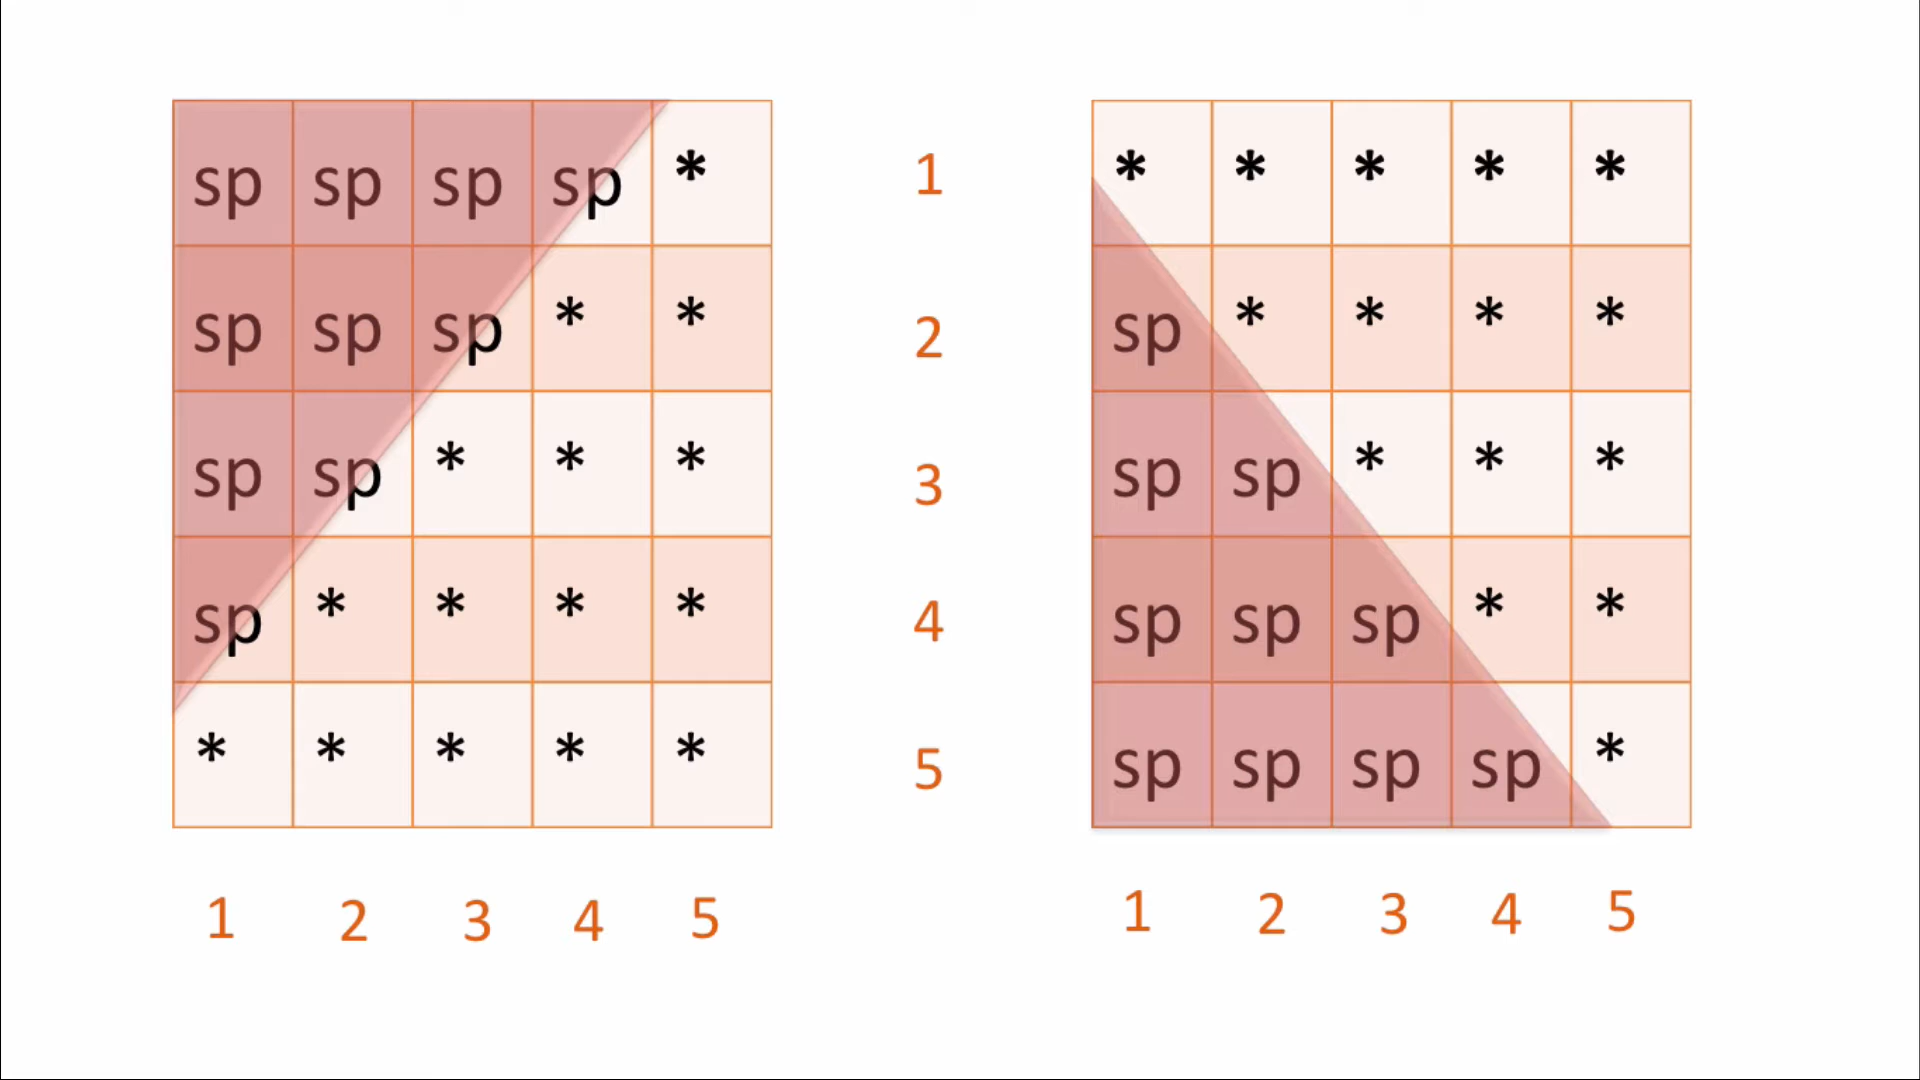 sp sp sp sp * 1 * * * * *
sp sp sp * * 2 sp * * * *
sp sp * * * 3 sp sp * * *
sp * * * * 4 sp sp sp * *
* * * * * 5 sp sp sp sp *
1 2 3 4 5 1 2 3 4 5